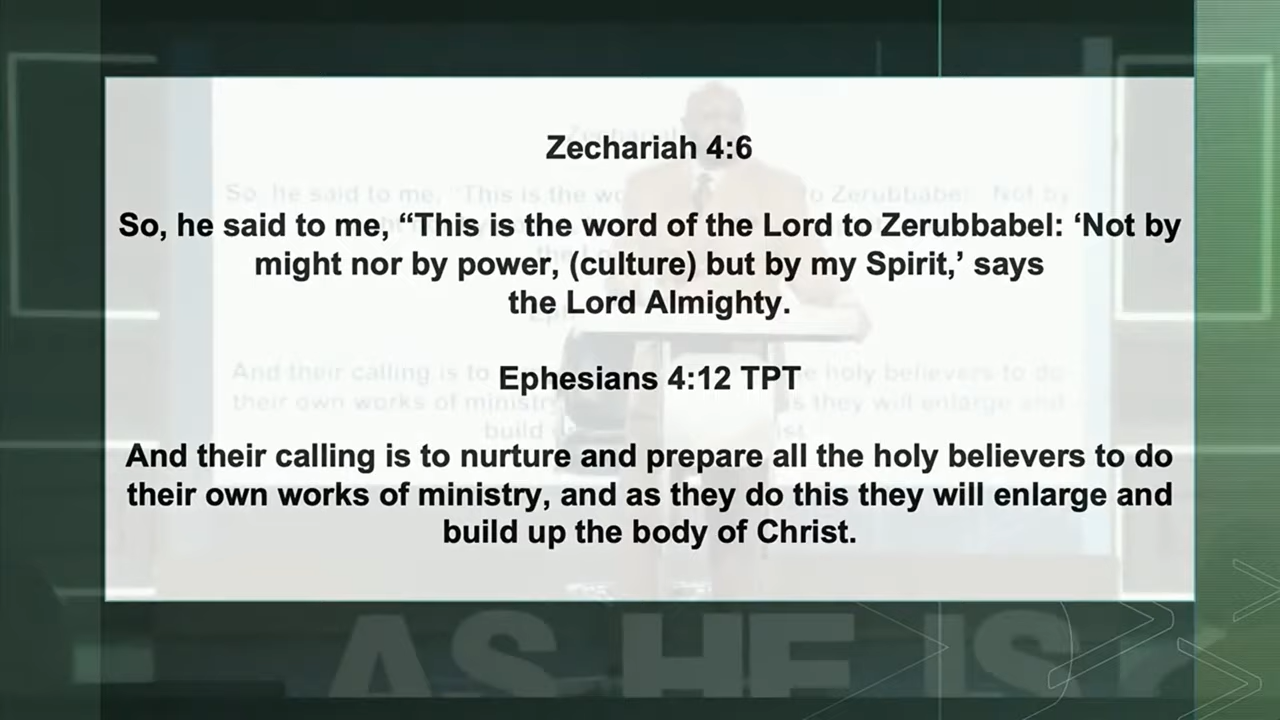 Zechariah 4:6
So, he said to me, “This is the word of the Lord to Zerubbabel: ‘Not by
might nor by power, (culture) but by my Spirit,’ says
the Lord Almighty.
Ephesians 4:12 TPT
And their calling is to nurture and prepare all the holy believers to do
their own works of ministry, and as they do this they will enlarge and
build up the body of Christ.
AS HE IS